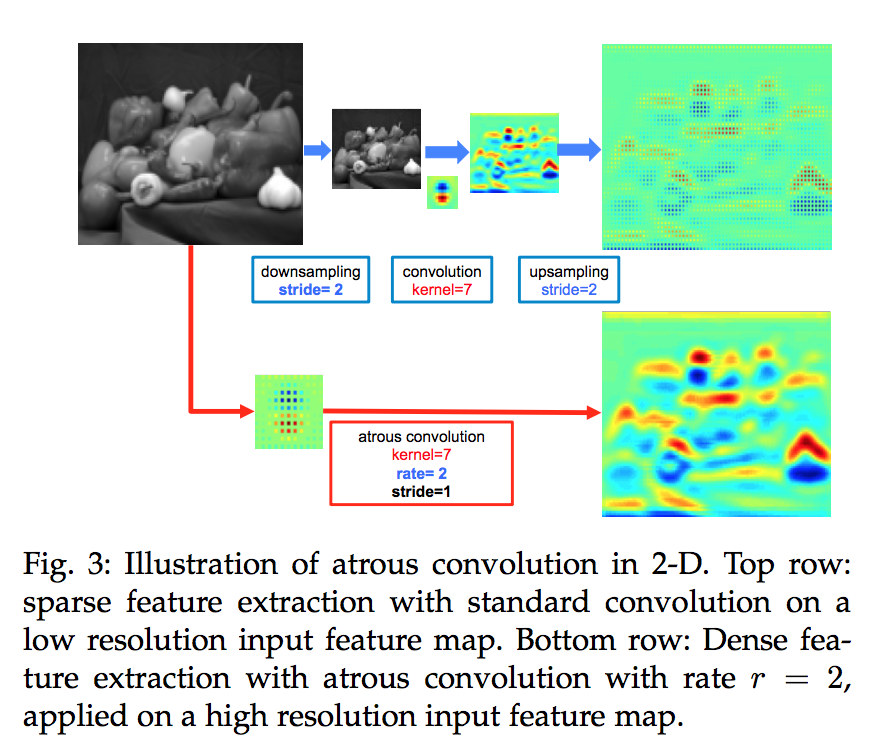 downsampling
stride= 2
convolution
kernel=7
upsampling
stride=2
atrous convolution
kernel=7
rate= 2
stride=1
Fig. 3: Illustration of atrous convolution in 2-D. Top row:
sparse feature extraction with standard convolution on a
low resolution input feature map. Bottom row: Dense fea-
ture extraction with atrous convolution with rate r = 2,
applied on a high resolution input feature map.